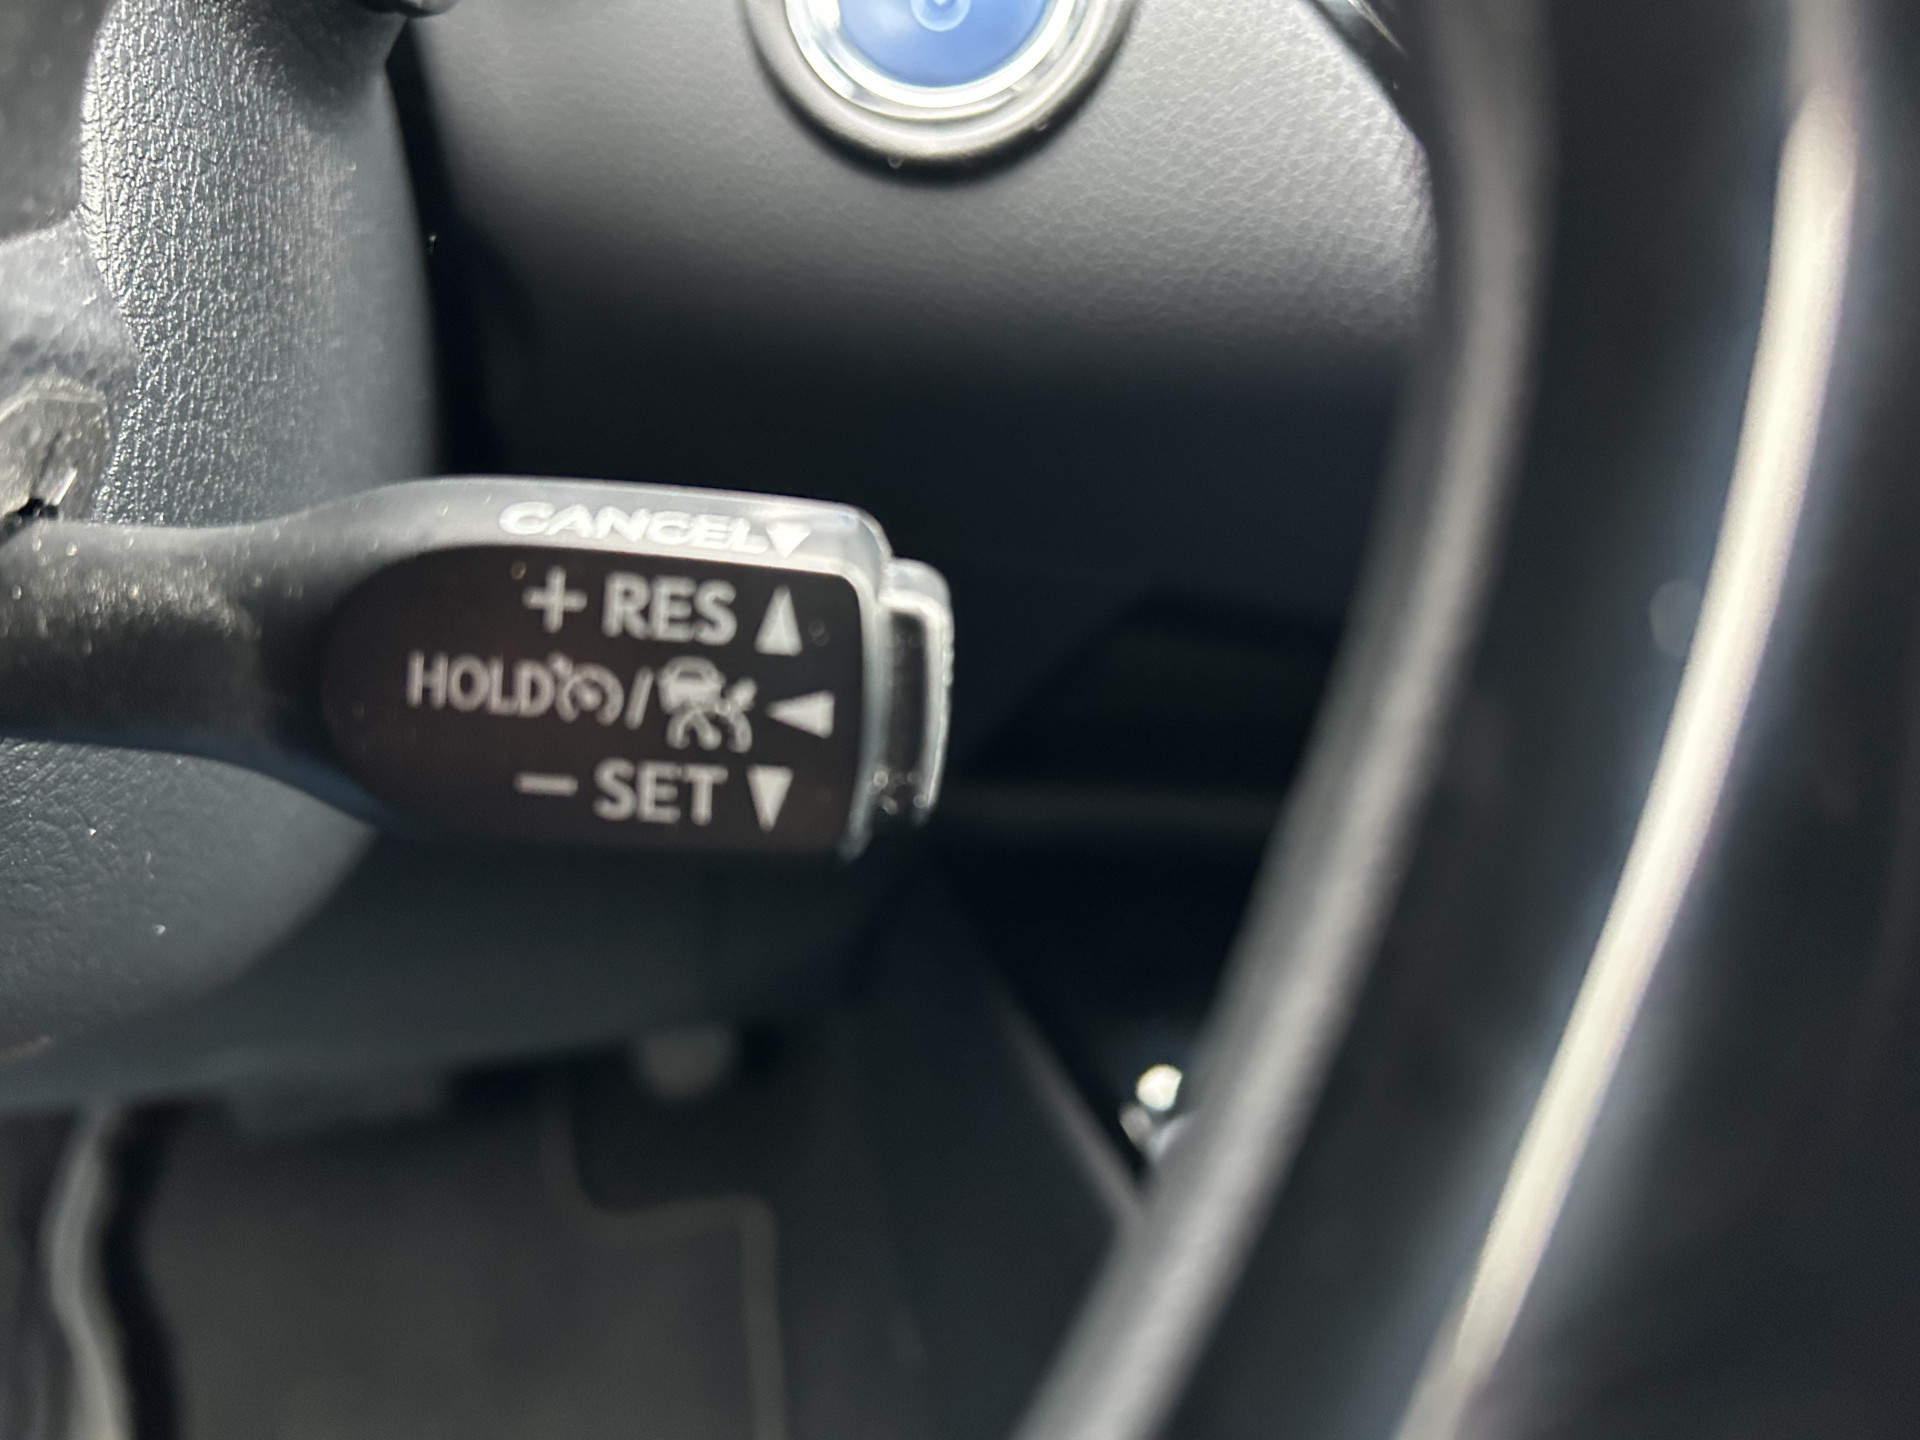 CANCEL▼
+ RES ▲
HOLD / ◀
− SET ▼